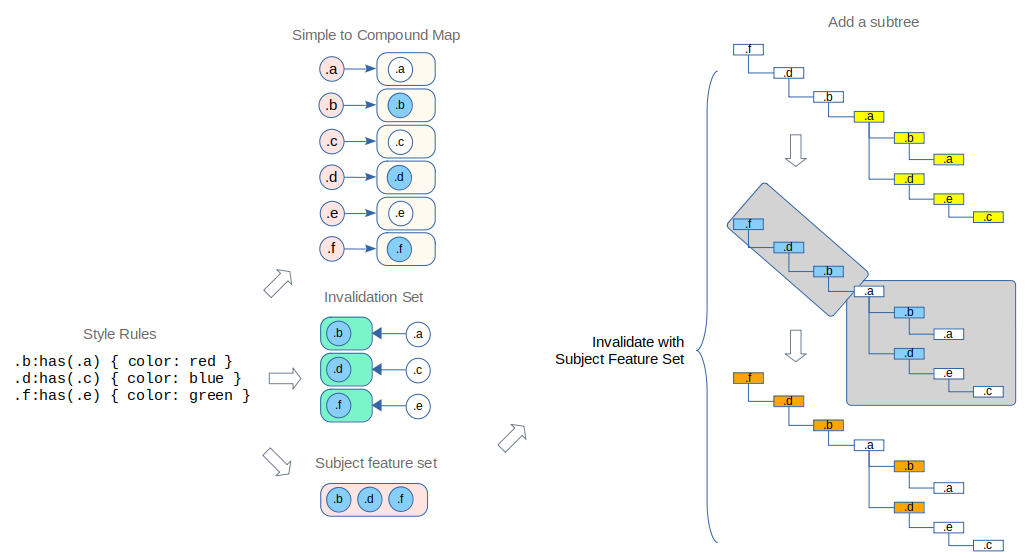 Simple to Compound Map
.a
.a
.b
.b
.c
.c
.d
.d
.e
.e
.f
.f
Invalidation Set
.b
.a
.d
.c
.f
.e
Style Rules
.b:has(.a) { color: red }
.d:has(.c) { color: blue }
.f:has(.e) { color: green }
Subject feature set
.b .d .f
Add a subtree
.f
.d
.b
.a
.b
.a
.d
.e
.c
.f
.d
.b
.a
.b
.a
.d
.e
.c
Invalidate with
Subject Feature Set
.f
.d
.b
.a
.b
.a
.d
.e
.c